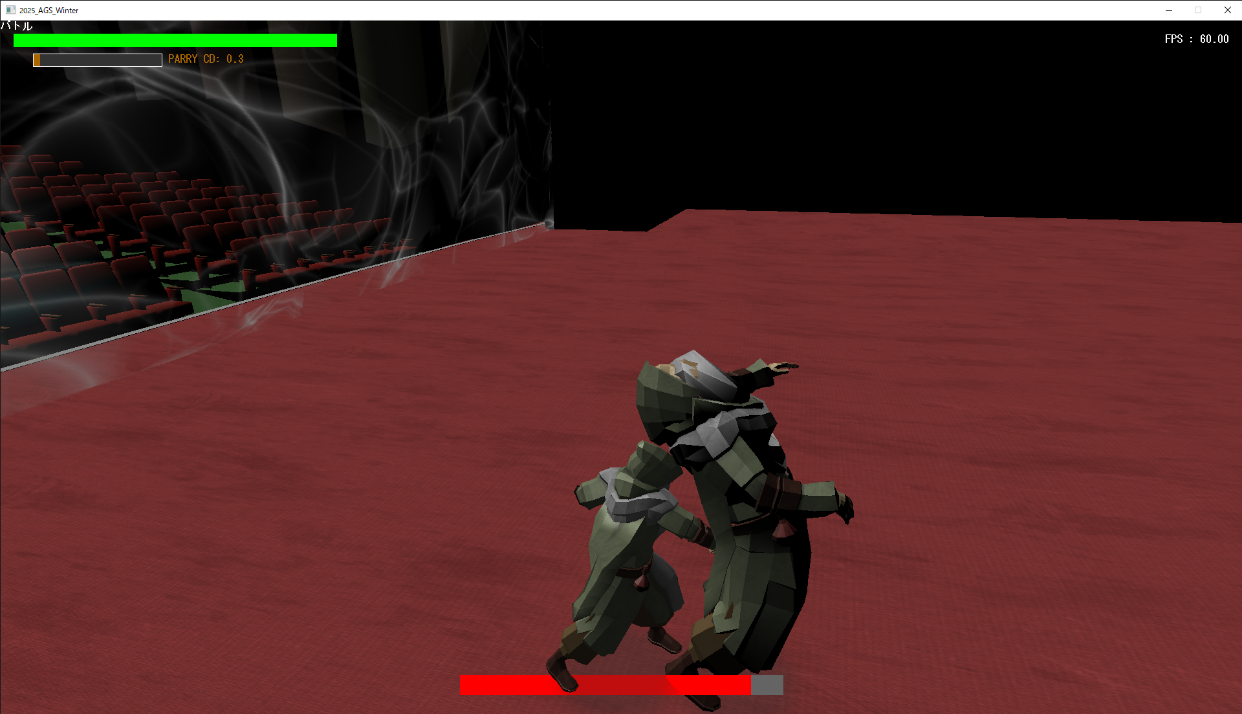 2025_AGS_Winter
バトル
FPS : 60.00
PARRY CD: 0.3